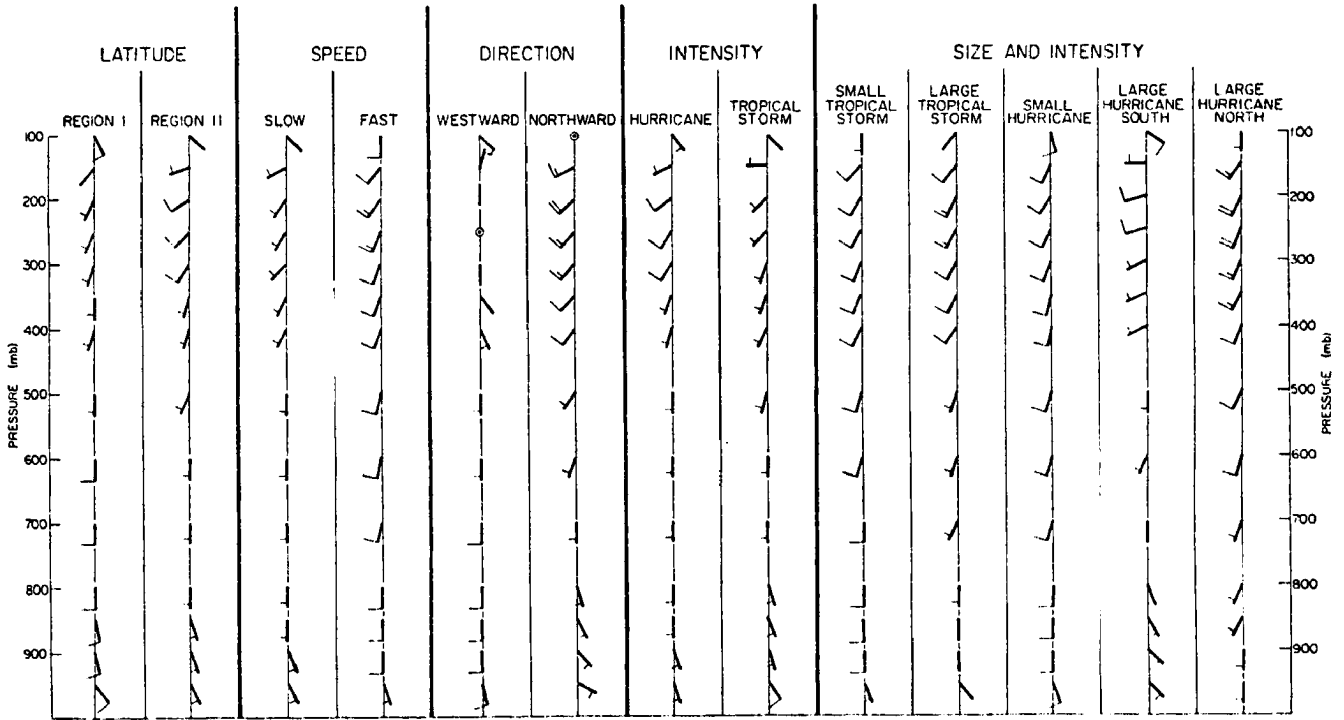 LATITUDE SPEED DIRECTION INTENSITY SIZE AND INTENSITY
REGION I REGION II SLOW FAST WESTWARD NORTHWARD HURRICANE TROPICAL STORM SMALL TROPICAL STORM LARGE TROPICAL STORM SMALL HURRICANE LARGE HURRICANE SOUTH LARGE HURRICANE NORTH
100 100
200 200
300 300
400 400
500 500
600 600
700 700
800 800
900 900
PRESSURE (mb)
PRESSURE (mb)